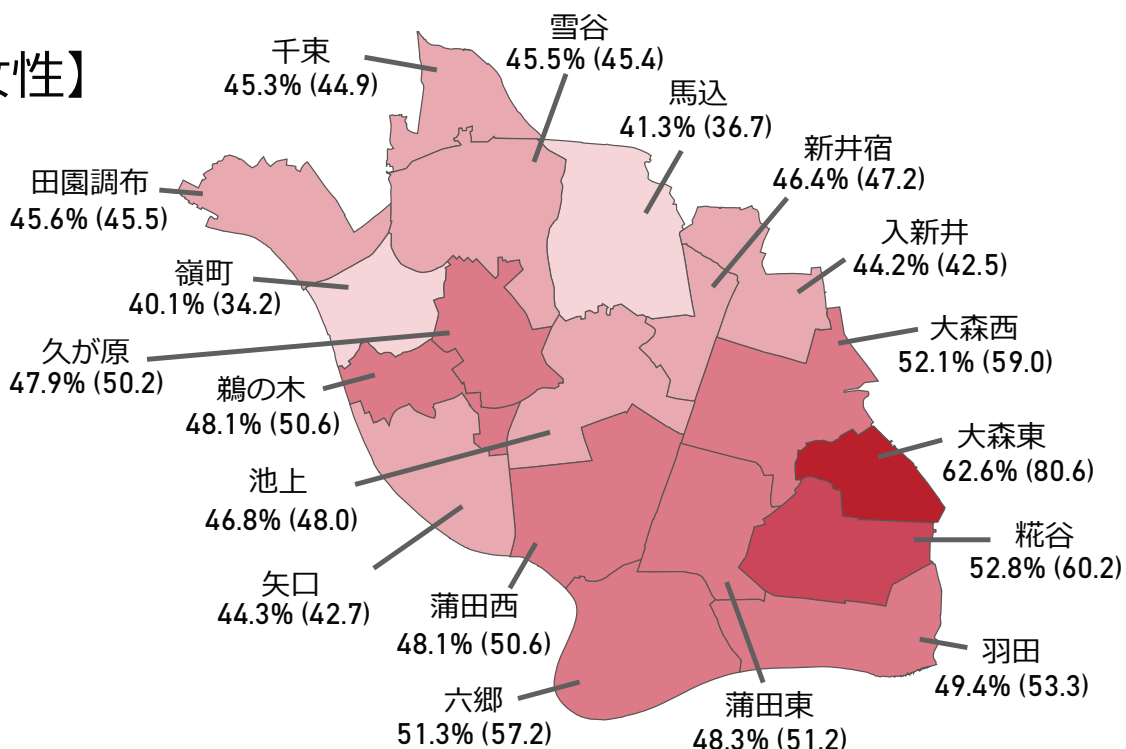 女性】
千束
45.3% (44.9)
雪谷
45.5% (45.4)
馬込
41.3% (36.7)
新井宿
46.4% (47.2)
田園調布
45.6% (45.5)
入新井
44.2% (42.5)
嶺町
40.1% (34.2)
大森西
52.1% (59.0)
久が原
47.9% (50.2)
鵜の木
48.1% (50.6)
大森東
62.6% (80.6)
池上
46.8% (48.0)
糀谷
52.8% (60.2)
矢口
44.3% (42.7)
蒲田西
48.1% (50.6)
羽田
49.4% (53.3)
六郷
51.3% (57.2)
蒲田東
48.3% (51.2)